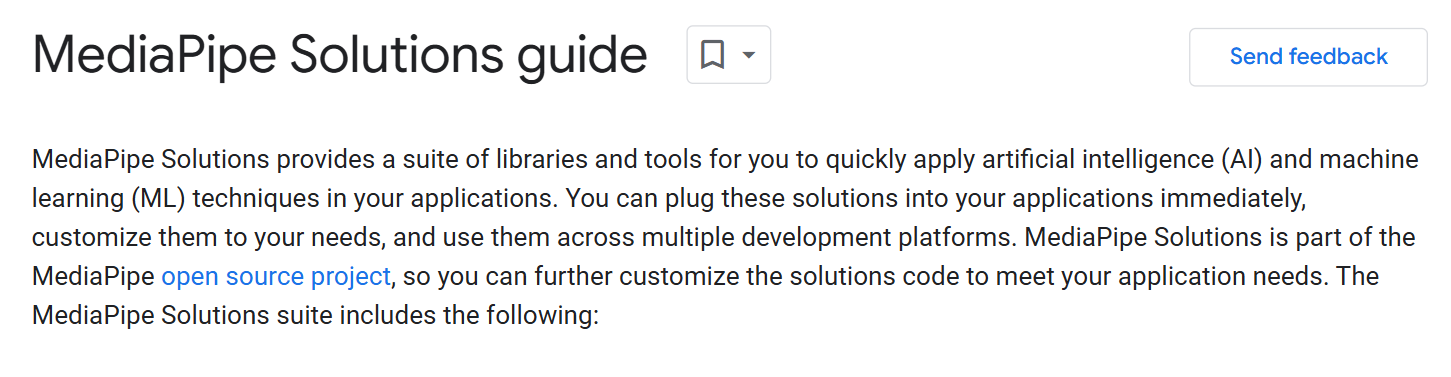 MediaPipe Solutions guide
Send feedback
MediaPipe Solutions provides a suite of libraries and tools for you to quickly apply artificial intelligence (AI) and machine
learning (ML) techniques in your applications. You can plug these solutions into your applications immediately,
customize them to your needs, and use them across multiple development platforms. MediaPipe Solutions is part of the
MediaPipe open source project, so you can further customize the solutions code to meet your application needs. The
MediaPipe Solutions suite includes the following: